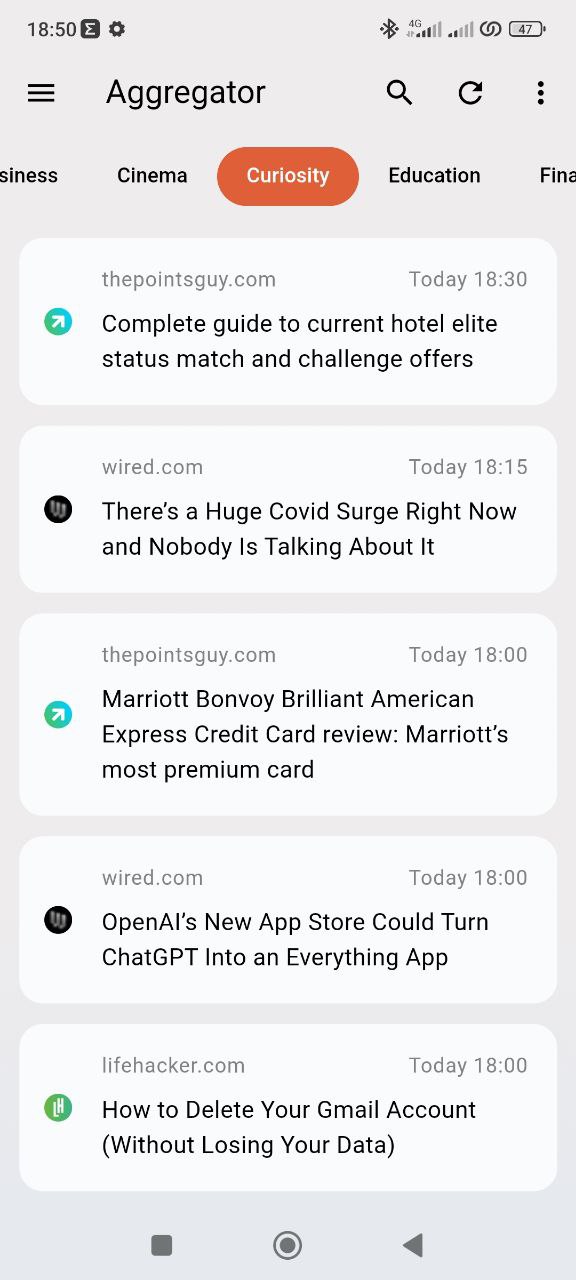 18:50
4G
47
Aggregator
siness Cinema Curiosity Education Fina
thepointsguy.com Today 18:30
Complete guide to current hotel elite
status match and challenge offers
wired.com Today 18:15
There’s a Huge Covid Surge Right Now
and Nobody Is Talking About It
thepointsguy.com Today 18:00
Marriott Bonvoy Brilliant American
Express Credit Card review: Marriott’s
most premium card
wired.com Today 18:00
OpenAI’s New App Store Could Turn
ChatGPT Into an Everything App
lifehacker.com Today 18:00
LH
How to Delete Your Gmail Account
(Without Losing Your Data)